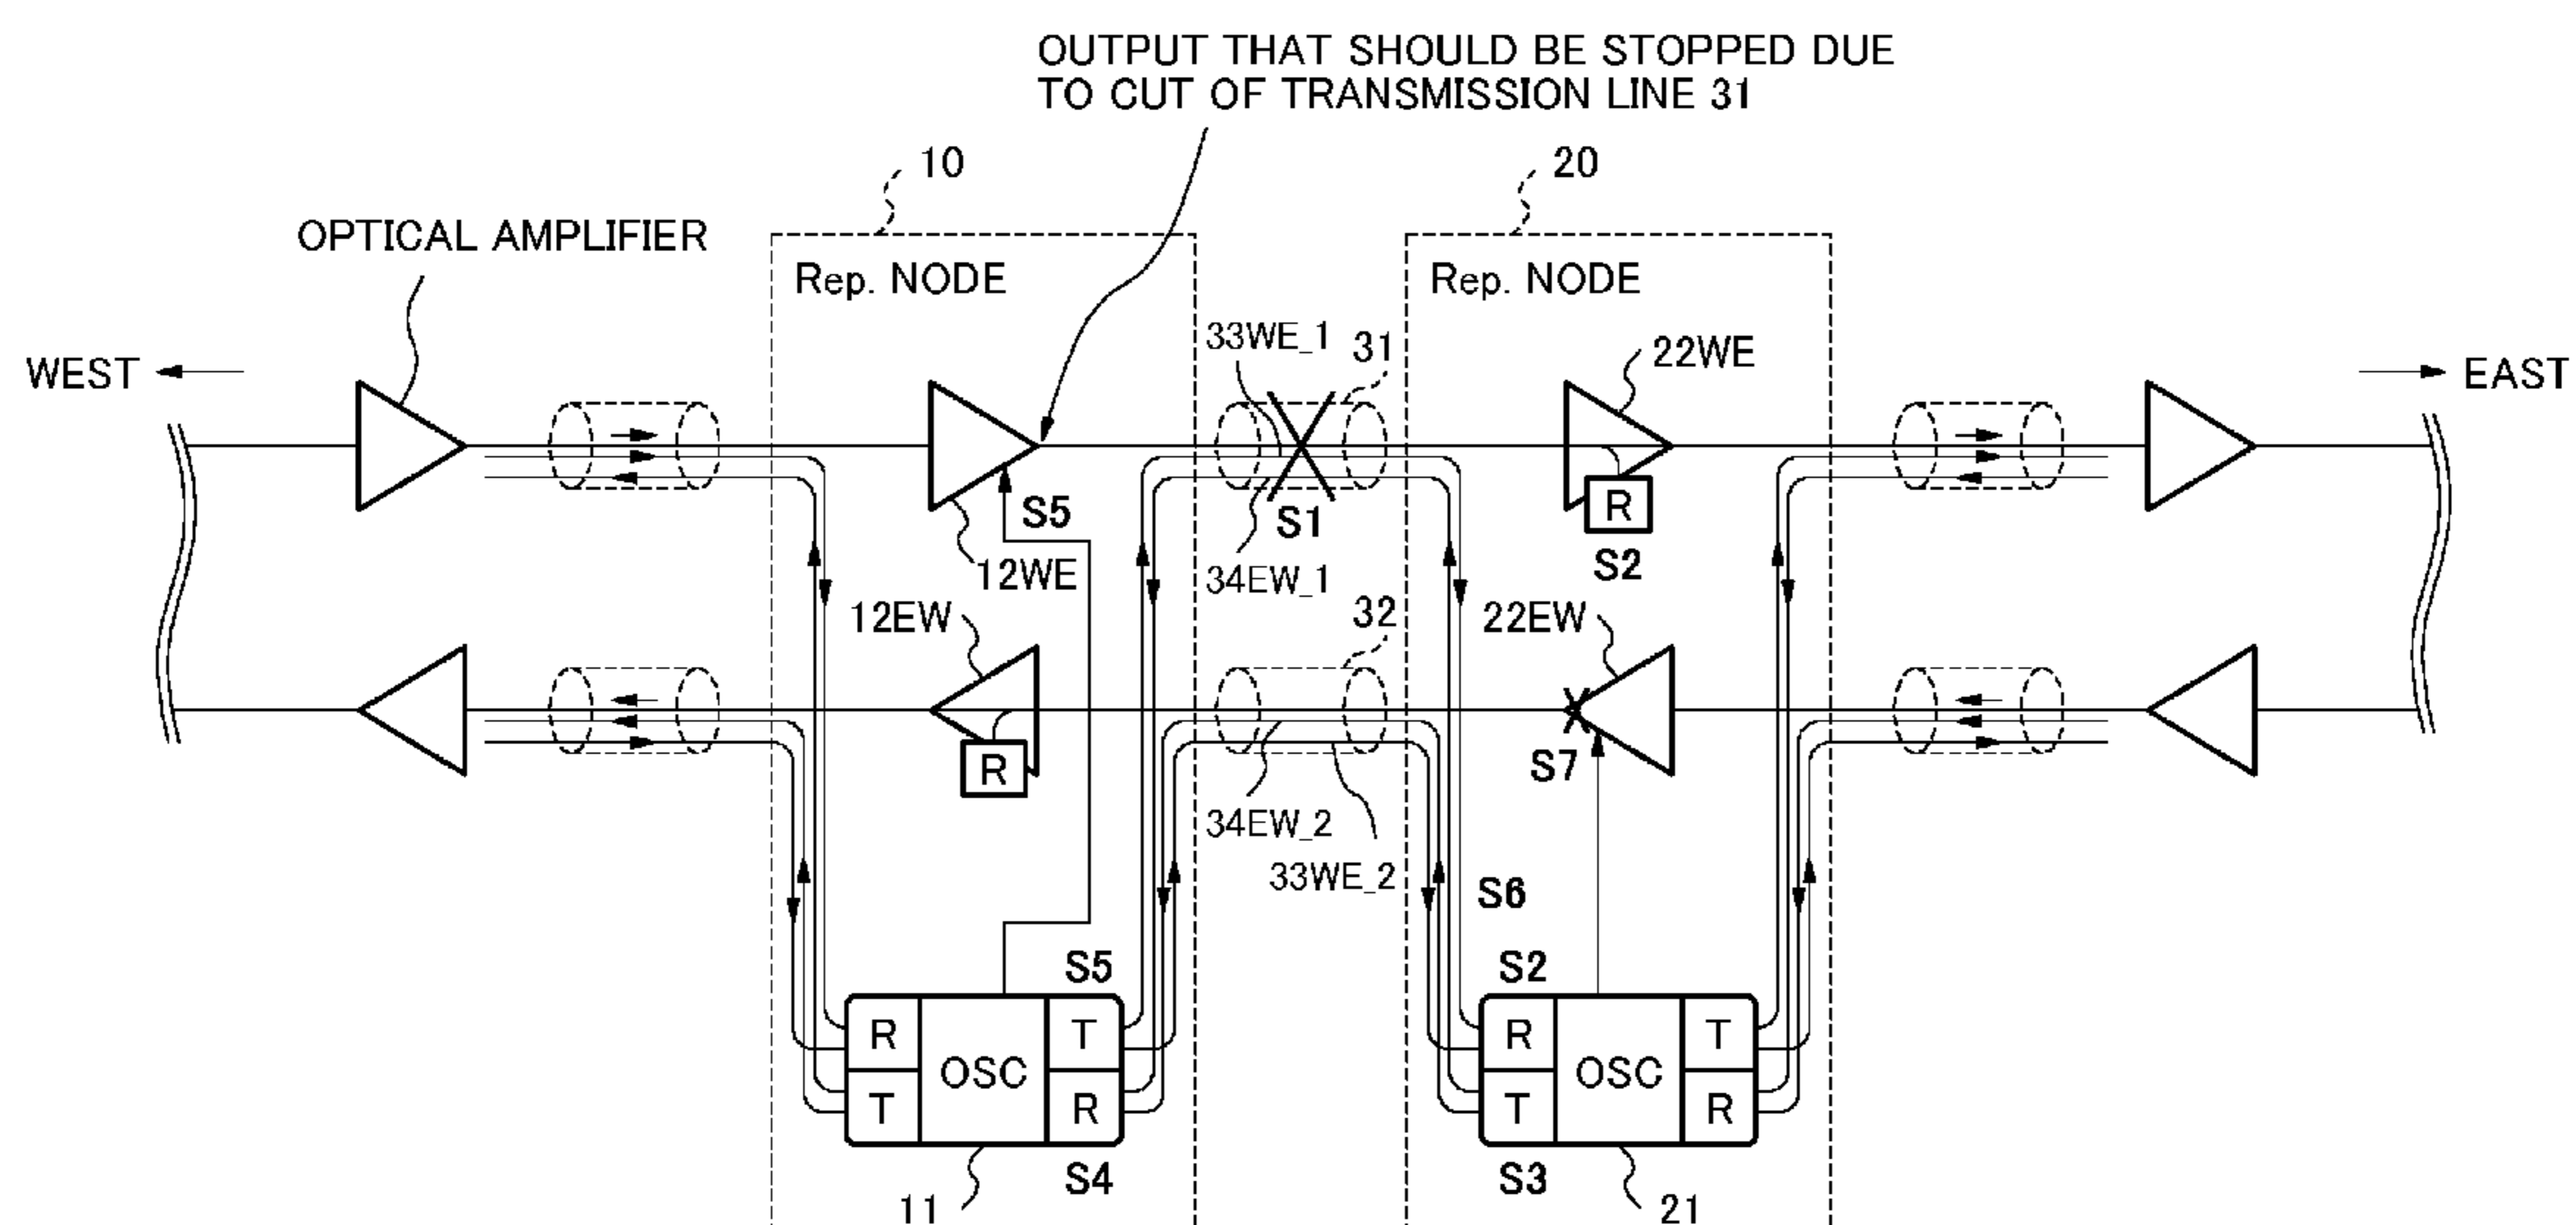 OUTPUT THAT SHOULD BE STOPPED DUE
TO CUT OF TRANSMISSION LINE 31
10
20
OPTICAL AMPLIFIER
Rep. NODE
Rep. NODE
33WE_1
31
22WE
WEST
EAST
S5
S1
R
S2
12WE
34EW_1
12EW
32
22EW
R
S7
34EW_2
33WE_2
S6
S5
S2
R
OSC
T
R
OSC
T
T
R
T
R
S4
S3
11
21